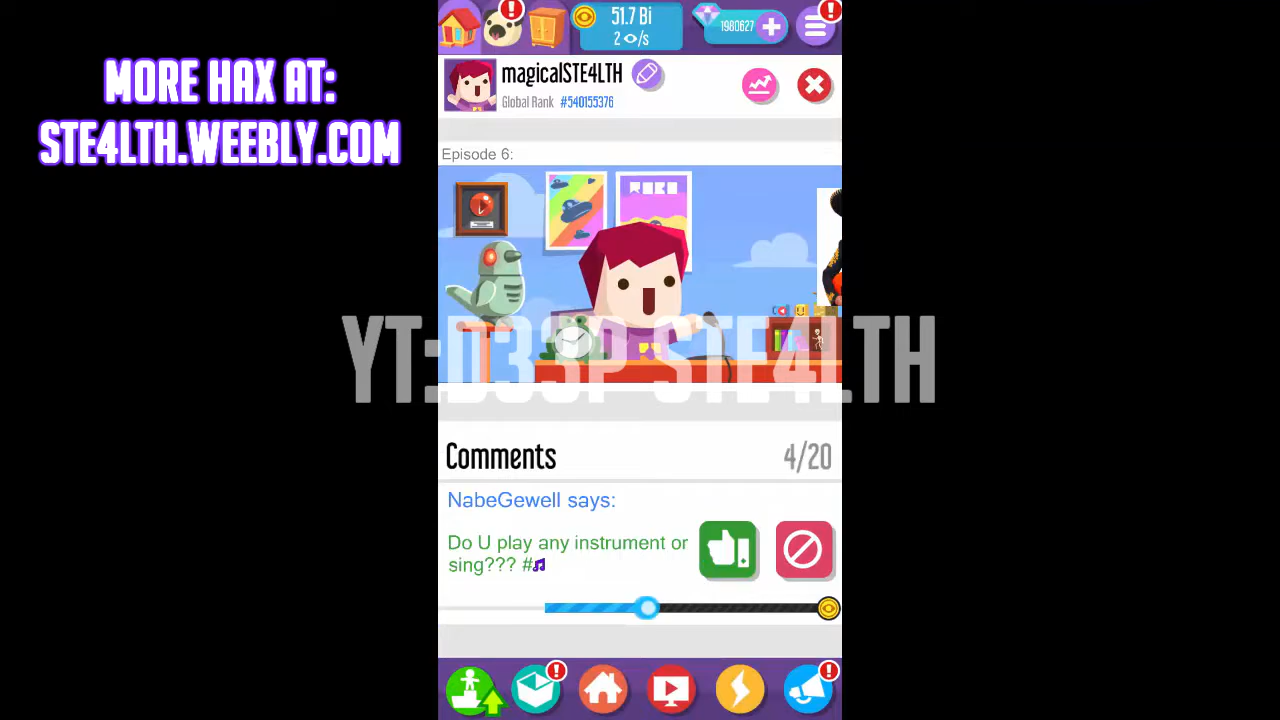 MORE HAX AT:
STE4LTH.WEEBLY.COM
51.7 Bi
2 /s
1980627
magicalSTE4LTH
Global Rank #540155376
Episode 6:
YT:D33P STE4LTH
Comments 4/20
NabeGewell says:
Do U play any instrument or
sing??? #🎵